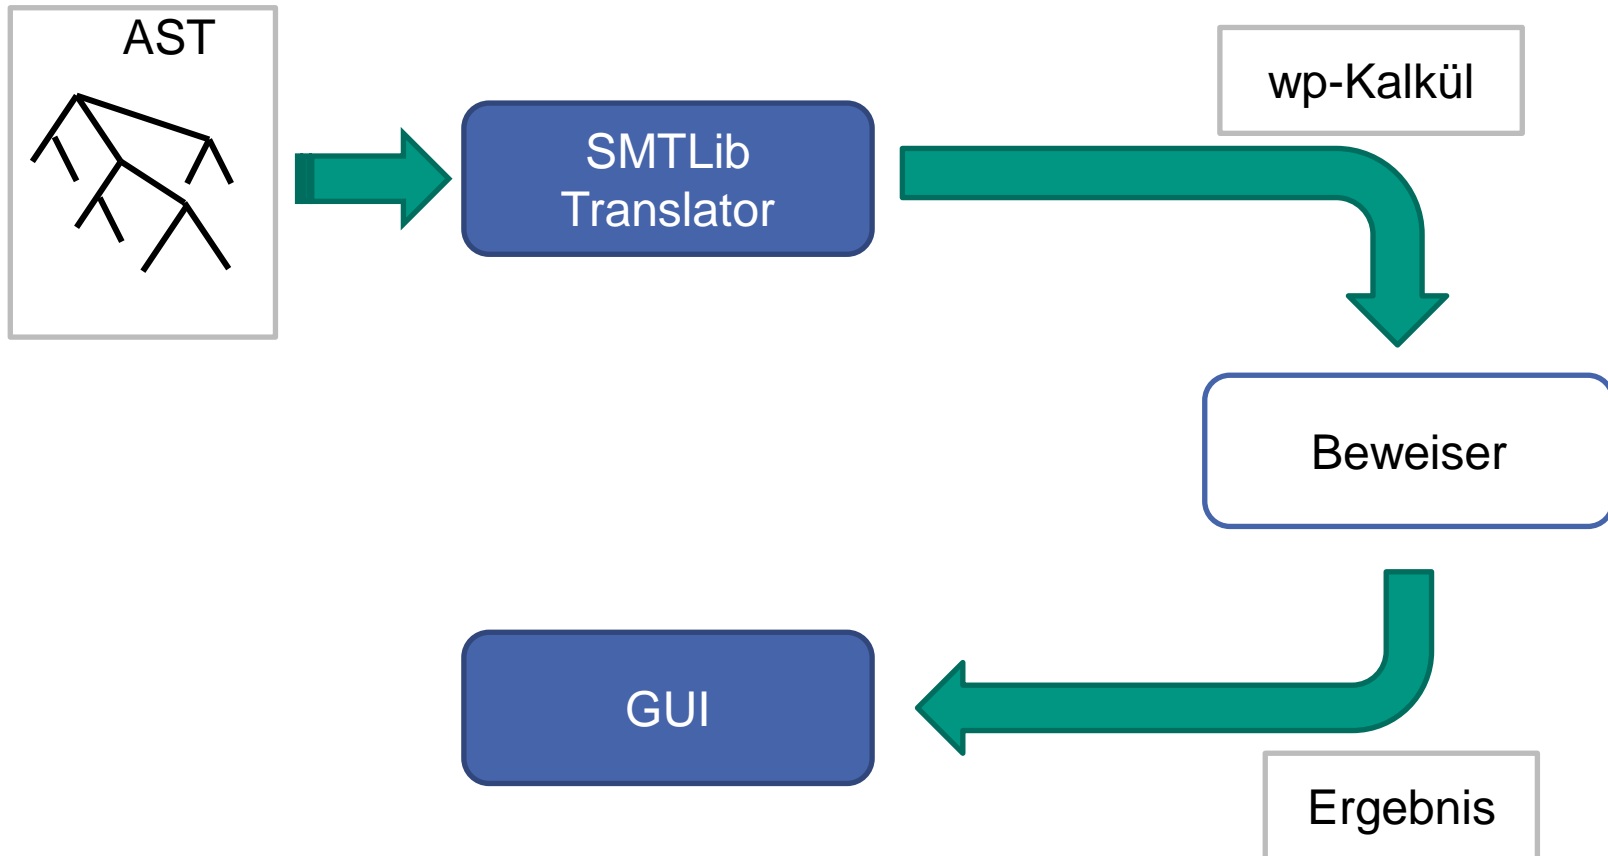 AST
SMTLib
Translator
wp-Kalkül
Beweiser
GUI
Ergebnis